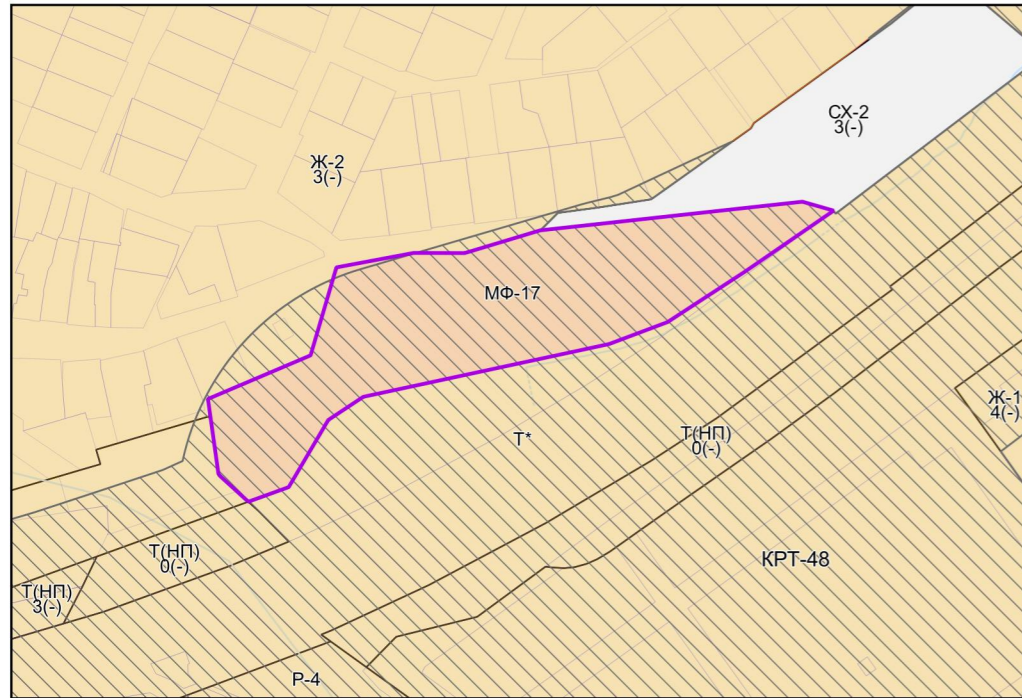 СХ-2
3(-)
Ж-2
3(-)
МФ-17
Ж-1
4(-)
Т*
Т(НП)
0(-)
Т(НП)
0(-)
КРТ-48
Т(НП)
3(-)
Р-4